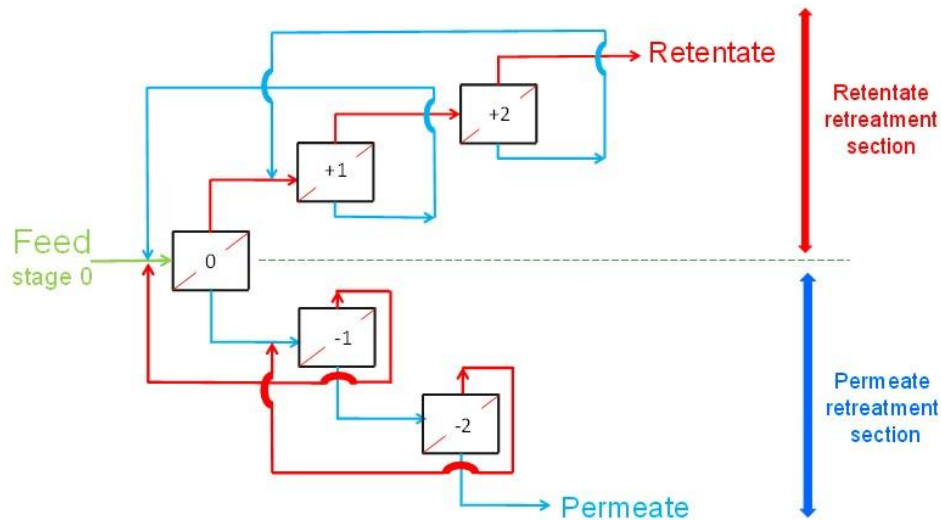 Retentate
+2
Retentate
retreatment
section
+1
Feed
stage 0
0
-1
-2
Permeate
retreatment
section
Permeate